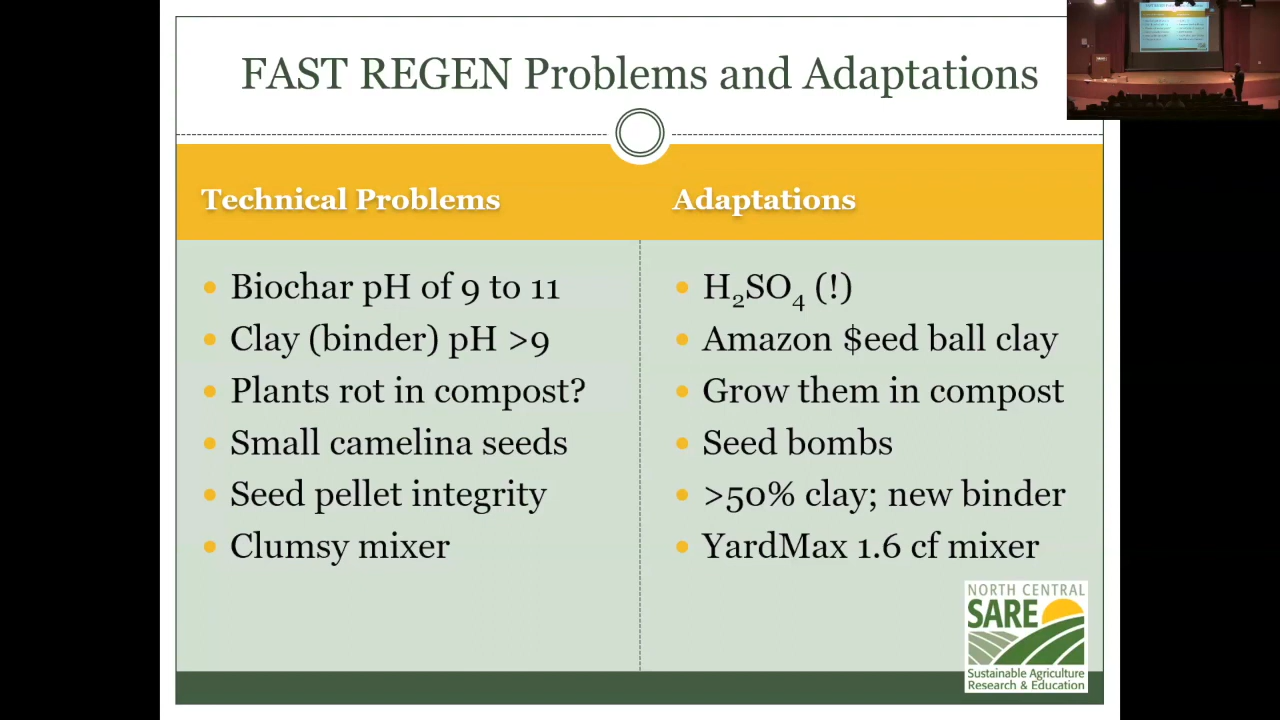 FAST REGEN Problems and Adaptations
Technical Problems
Biochar pH of 9 to 11
Clay (binder) pH >9
Plants rot in compost?
Small camelina seeds
Seed pellet integrity
Clumsy mixer
Adaptations
H₂SO₄ (!)
Amazon $eed ball clay
Grow them in compost
Seed bombs
>50% clay; new binder
YardMax 1.6 cf mixer
NORTH CENTRAL
SARE
Sustainable Agriculture
Research & Education